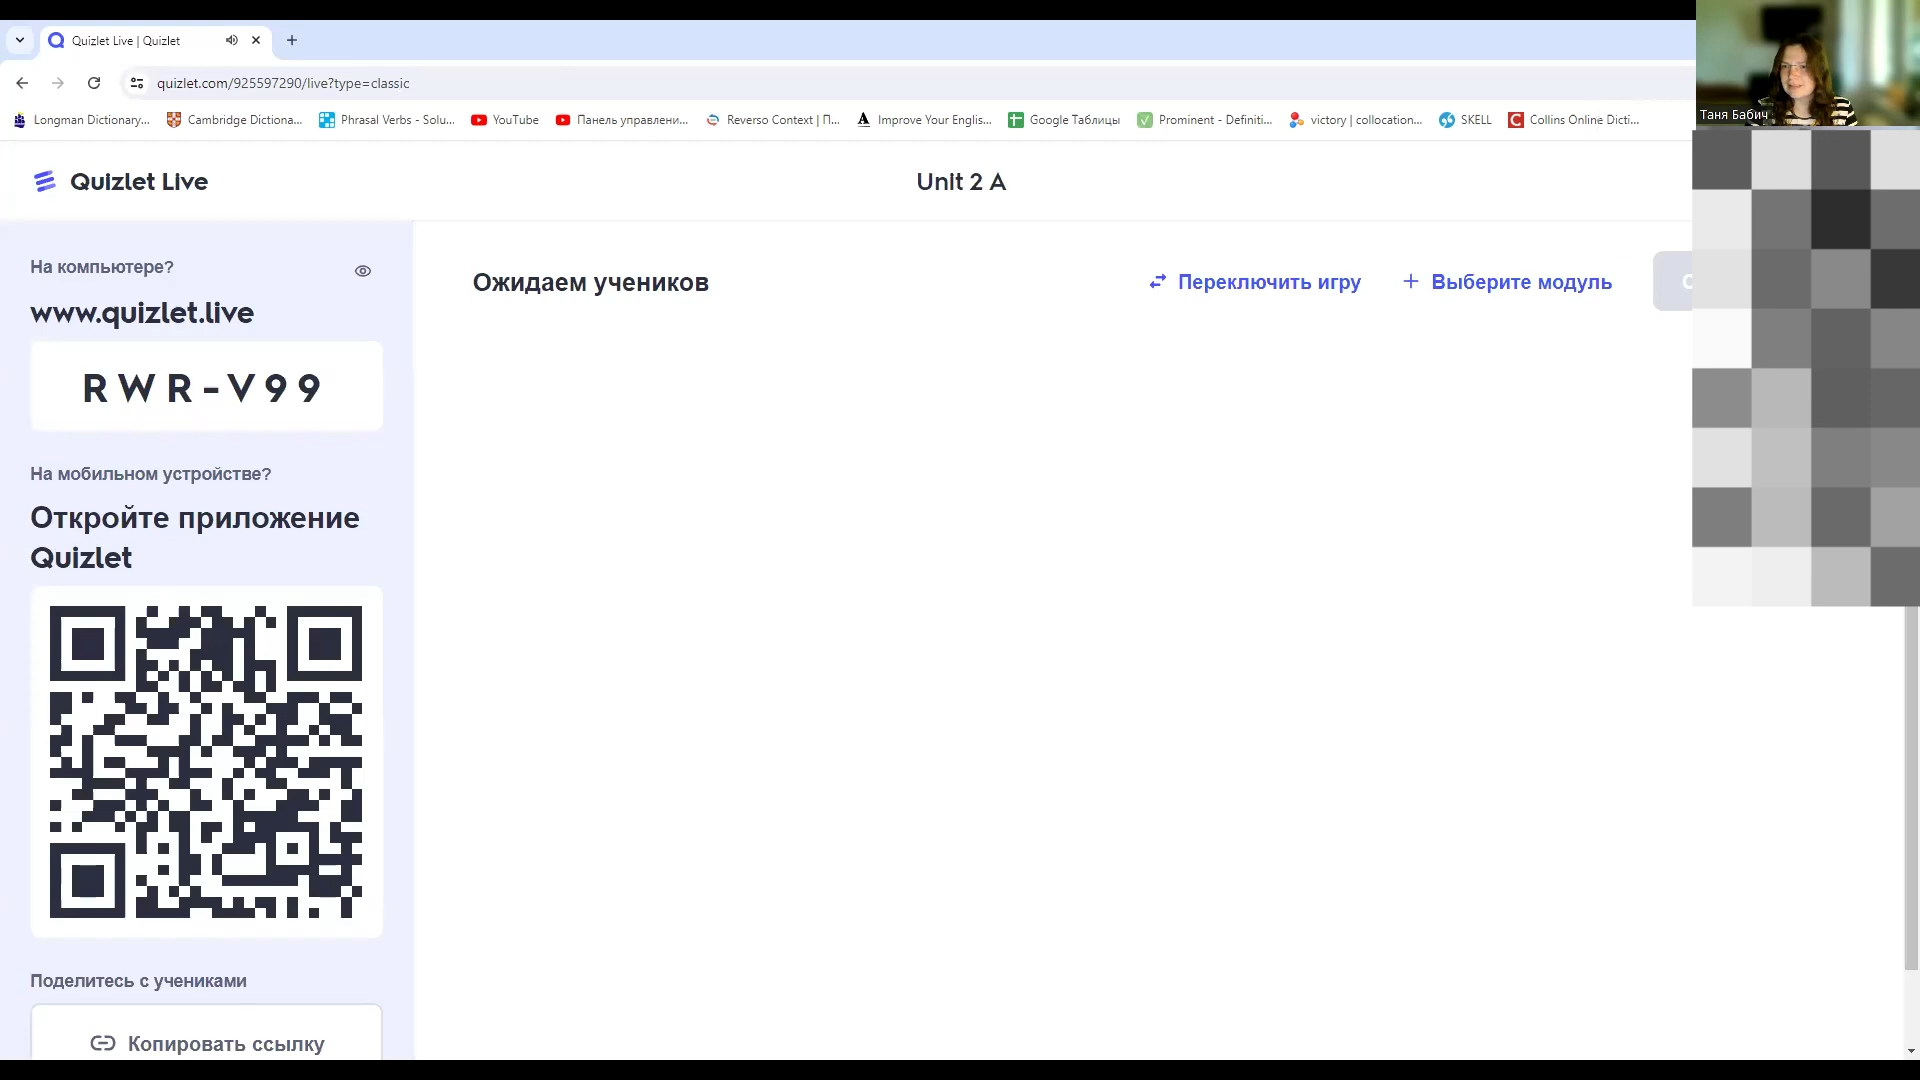 Quizlet Live | Quizlet
quizlet.com/925597290/live?type=classic
Longman Dictionary... Cambridge Dictiona... Phrasal Verbs - Solu... YouTube Панель управлени... Reverso Context | П... Improve Your Englis... Google Таблицы Prominent - Definiti... victory | collocation... SKELL Collins Online Dicti...
Таня Бабич
Quizlet Live
Unit 2 A
На компьютере?
www.quizlet.live
RWR-V99
На мобильном устройстве?
Откройте приложение
Quizlet
Поделитесь с учениками
Копировать ссылку
Ожидаем учеников
Переключить игру
Выберите модуль